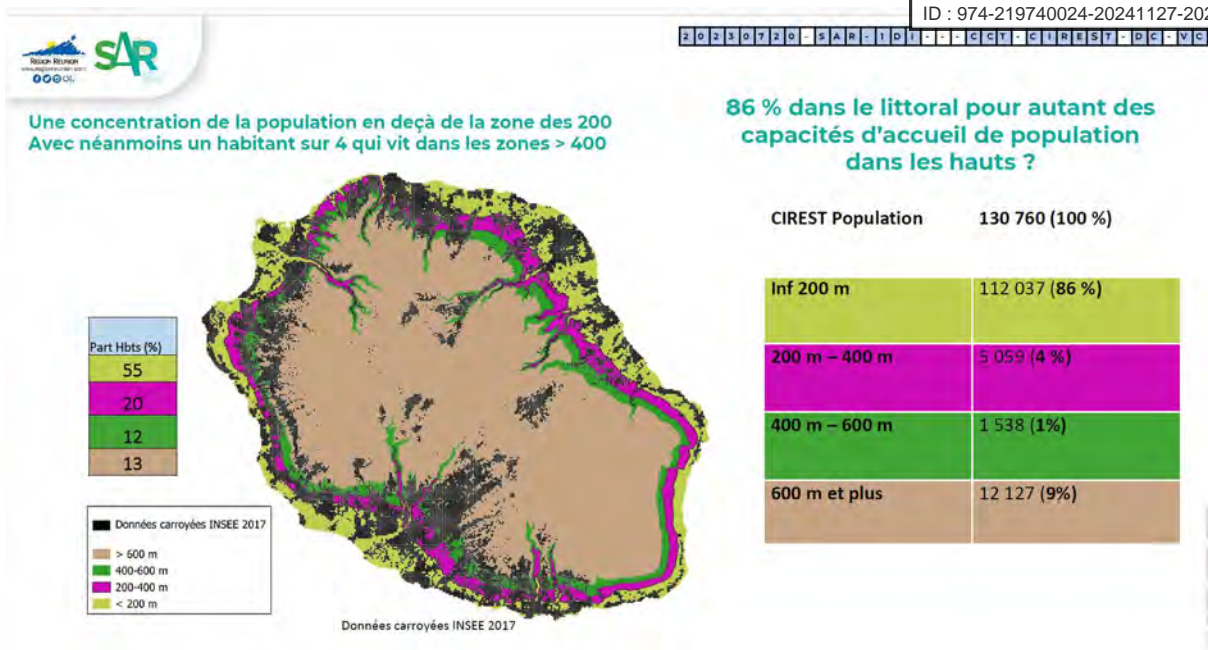 ID : 974-219740024-20241127-202
20230720-SAR-1DI---CCT-CIREST-DC-VC
REGION REUNION
www.regionreunion.com
SAR
Une concentration de la population en deçà de la zone des 200
Avec néanmoins un habitant sur 4 qui vit dans les zones > 400
86 % dans le littoral pour autant des
capacités d'accueil de population
dans les hauts ?
CIREST Population 130 760 (100 %)
Inf 200 m 112 037 (86 %)
200 m – 400 m 5 059 (4 %)
400 m – 600 m 1 538 (1%)
600 m et plus 12 127 (9%)
Part Hbts (%)
55
20
12
13
Données carroyées INSEE 2017
> 600 m
400-600 m
200-400 m
< 200 m
Données carroyées INSEE 2017